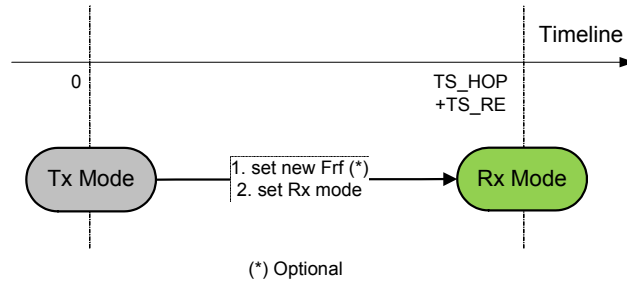 Timeline
0
TS_HOP
+TS_RE
Tx Mode
1. set new Frf (*)
2. set Rx mode
Rx Mode
(*) Optional